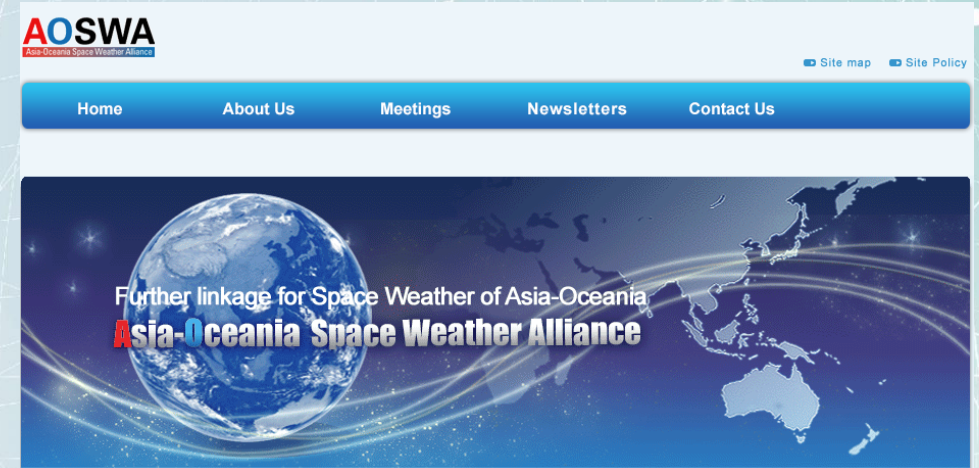 AOSWA
Asia-Oceania Space Weather Alliance
Site map Site Policy
Home About Us Meetings Newsletters Contact Us
Further linkage for Space Weather of Asia-Oceania
Asia-Oceania Space Weather Alliance